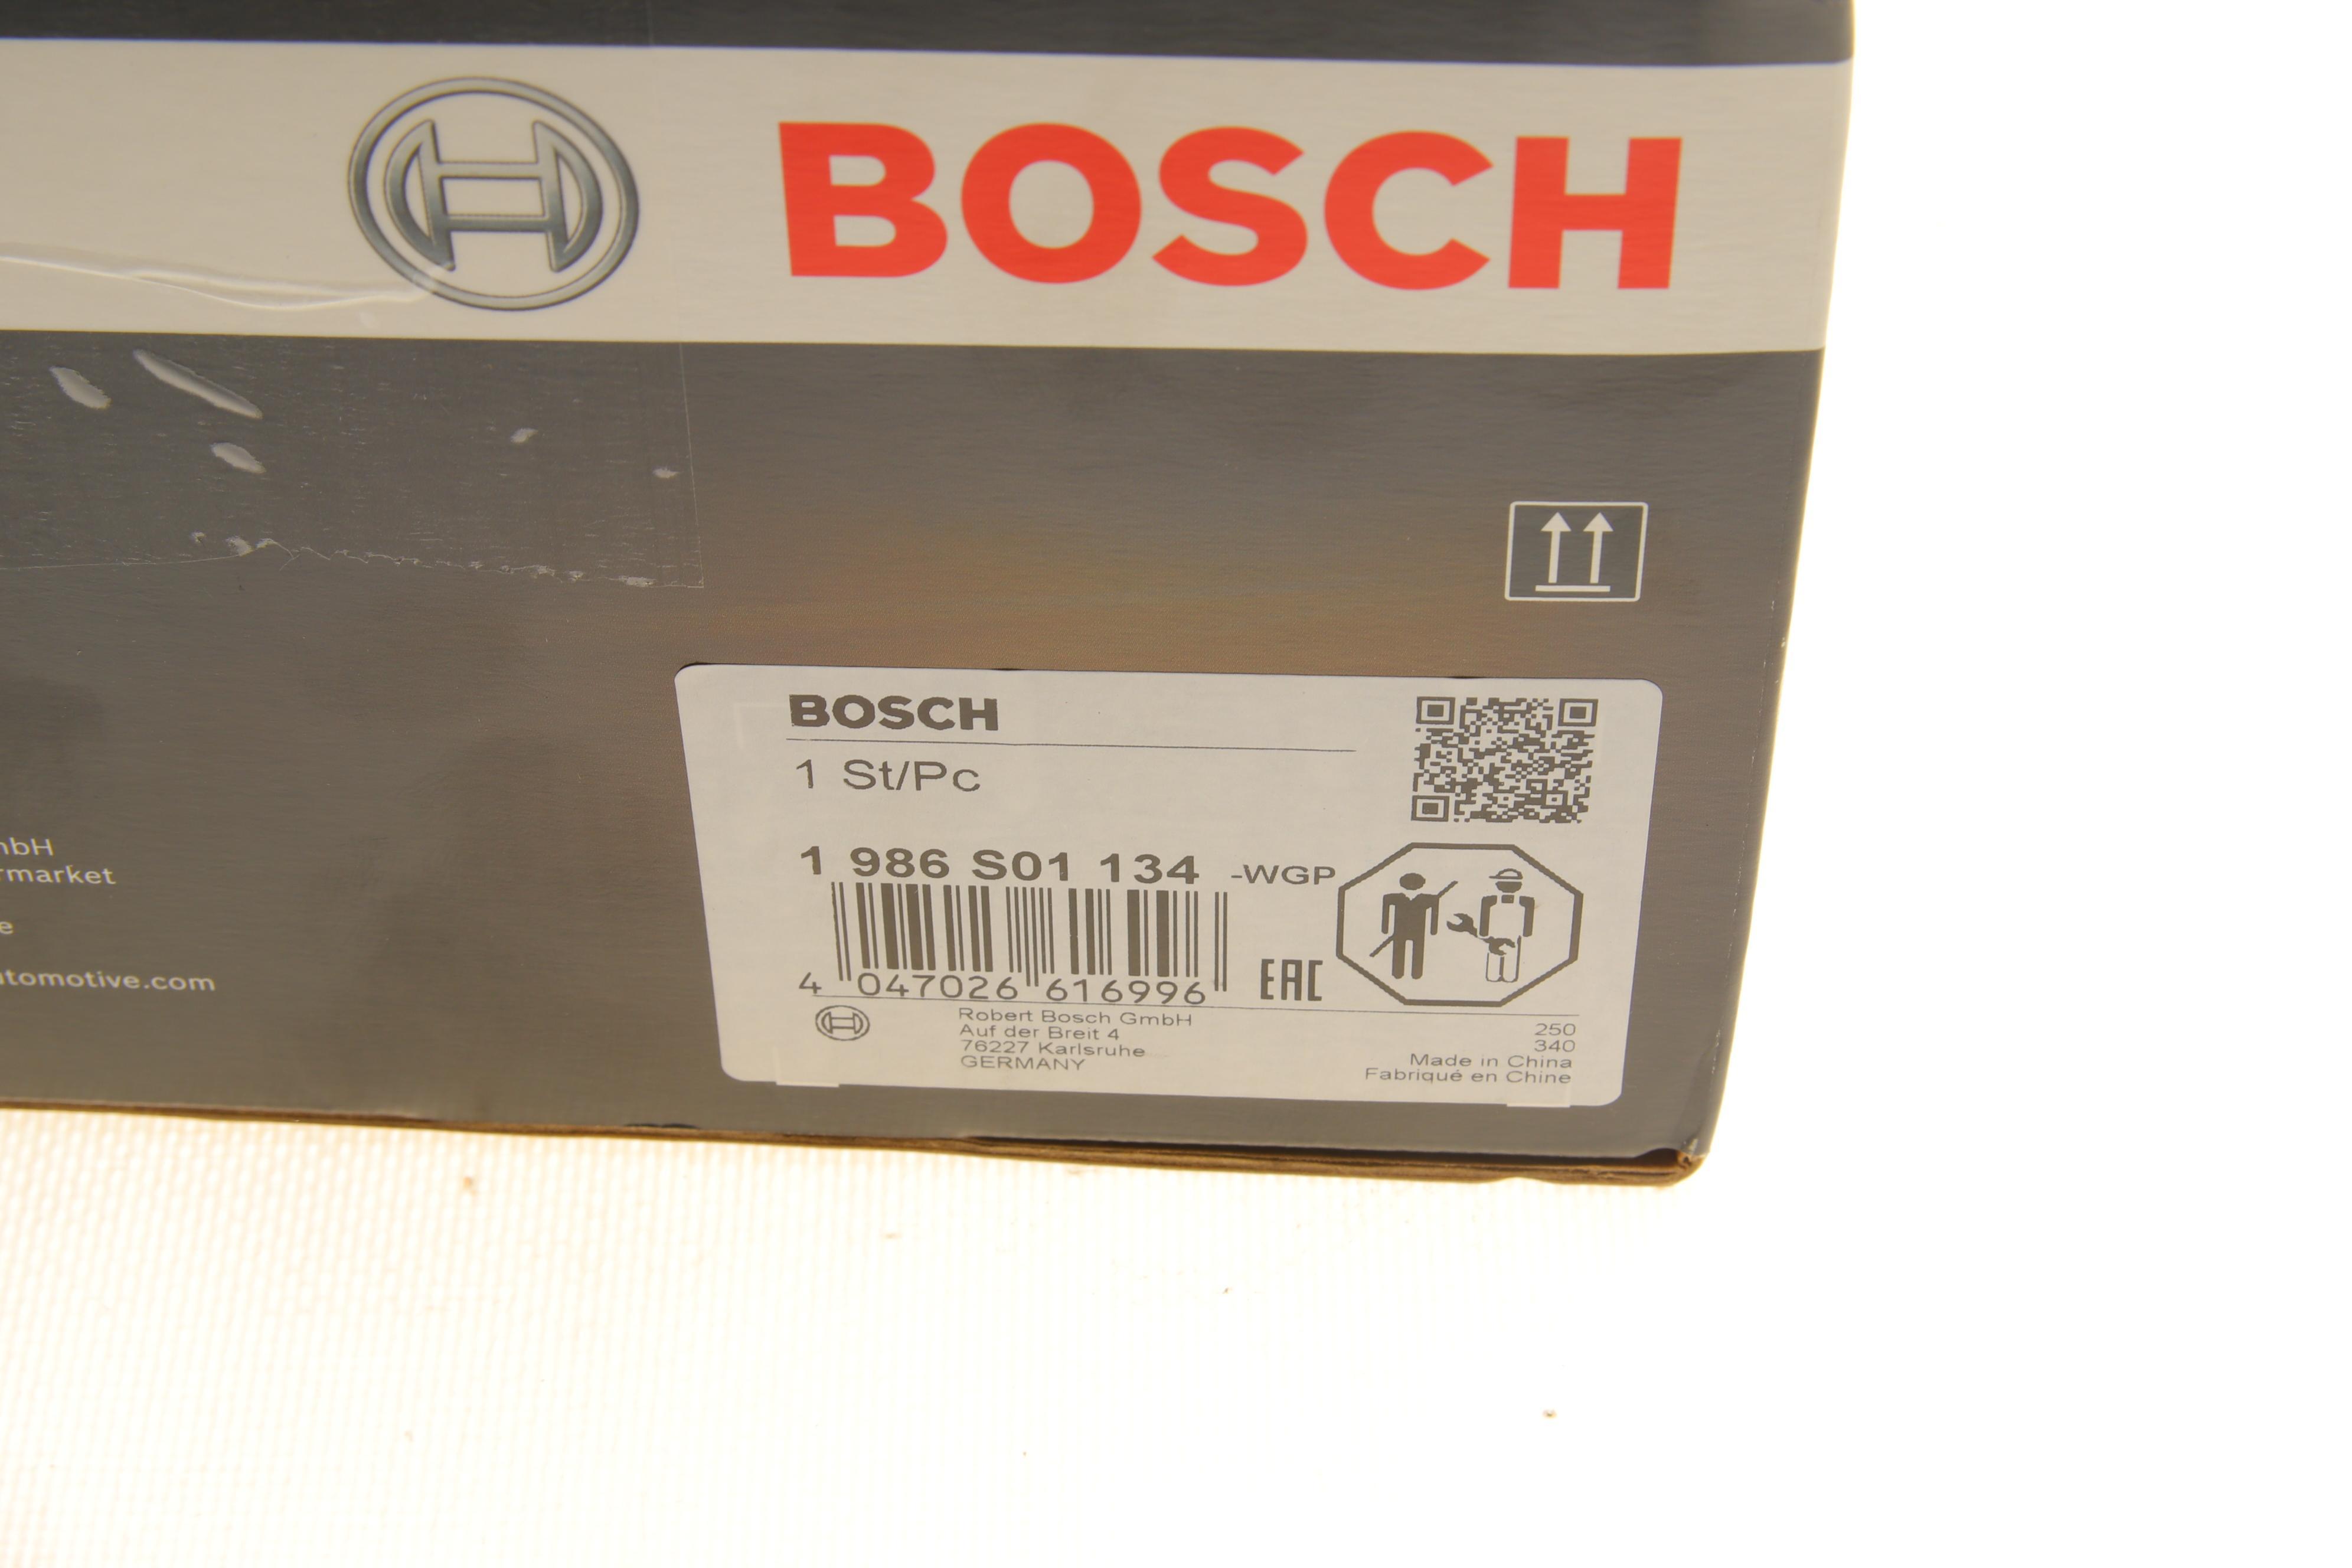 BOSCH
BOSCH
1 St/Pc
1 986 S01 134 -WGP
4 047026 616996
EAC
Robert Bosch GmbH
Auf der Breit 4
76227 Karlsruhe
GERMANY
250
340
Made in China
Fabriqué en Chine
mbH
rmarket
e
utomotive.com